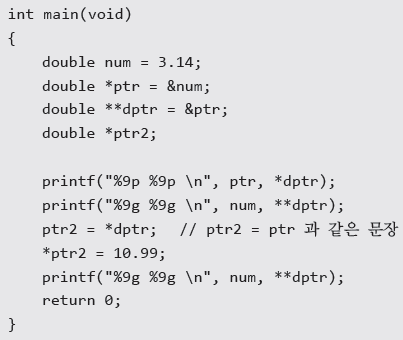 int main(void)
{
    double num = 3.14;
    double *ptr = &num;
    double **dptr = &ptr;
    double *ptr2;

    printf("%9p %9p \n", ptr, *dptr);
    printf("%9g %9g \n", num, **dptr);
    ptr2 = *dptr;  // ptr2 = ptr 과 같은 문장
    *ptr2 = 10.99;
    printf("%9g %9g \n", num, **dptr);
    return 0;
}